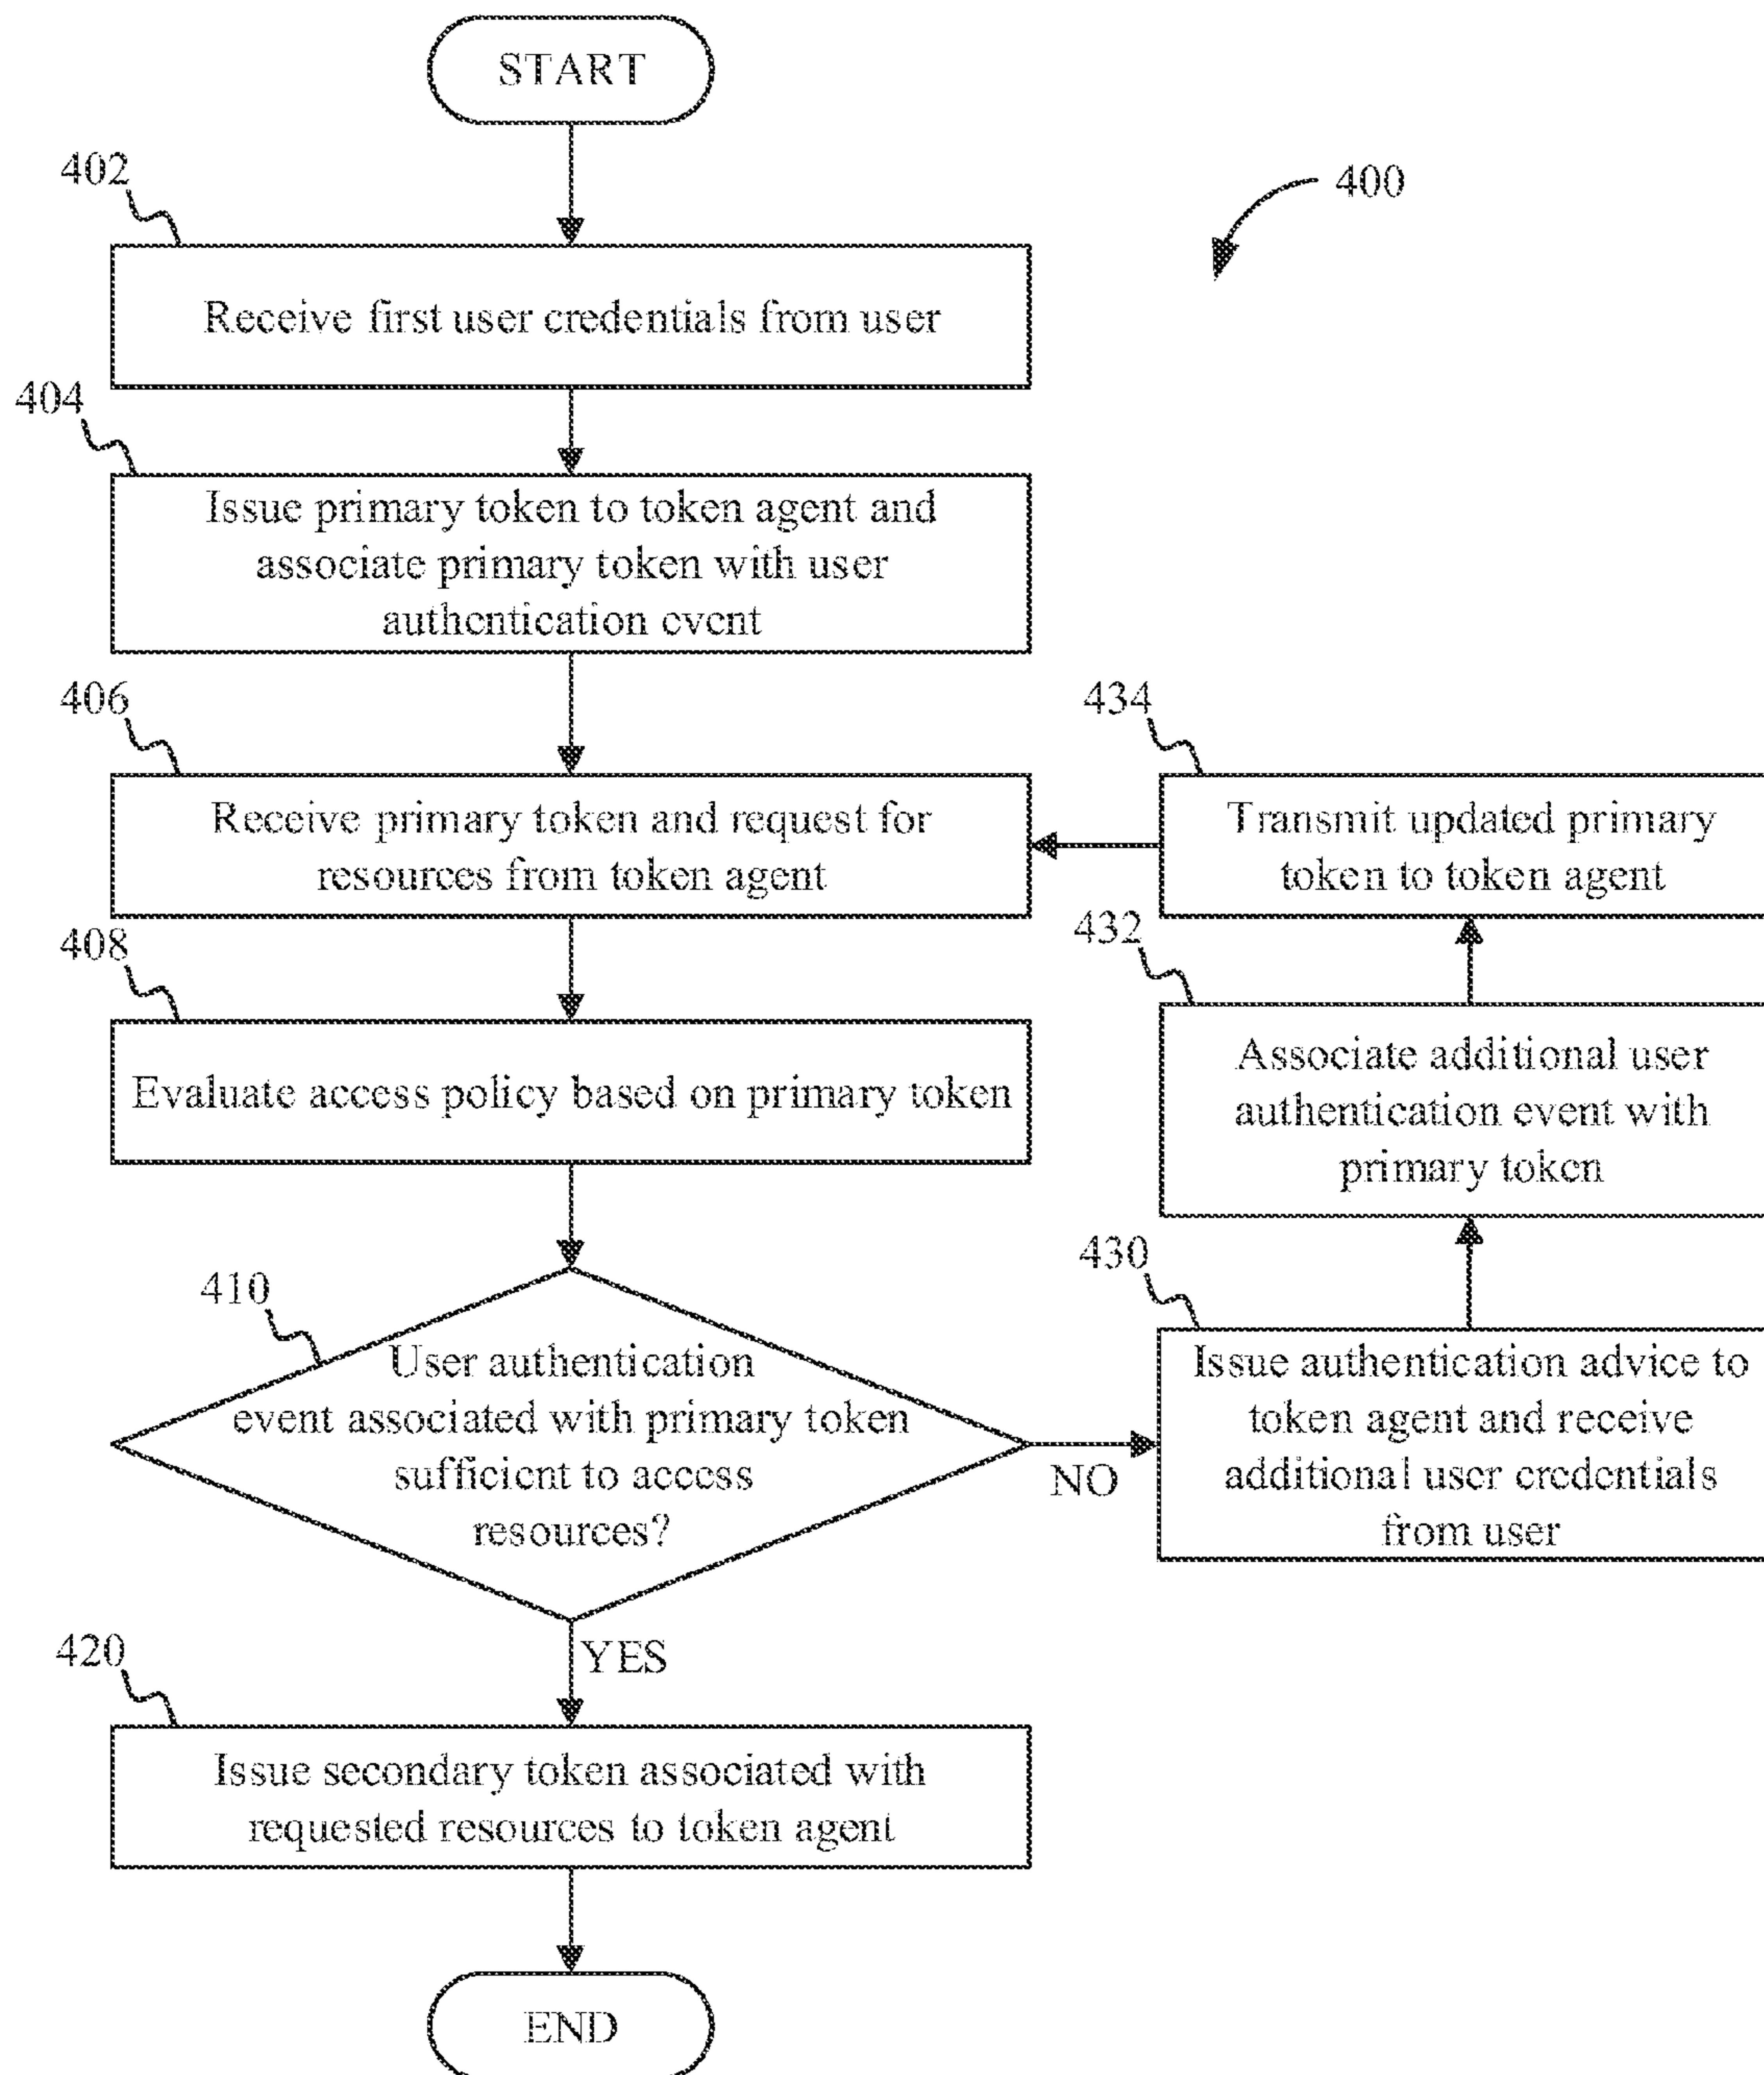 START
402
400
Receive first user credentials from user
404
Issue primary token to token agent and
associate primary token with user
authentication event
406
434
Receive primary token and request for
resources from token agent
Transmit updated primary
token to token agent
408
432
Evaluate access policy based on primary token
Associate additional user
authentication event with
primary token
410
430
User authentication
event associated with primary token
sufficient to access
resources?
NO
Issue authentication advice to
token agent and receive
additional user credentials
from user
YES
420
Issue secondary token associated with
requested resources to token agent
END